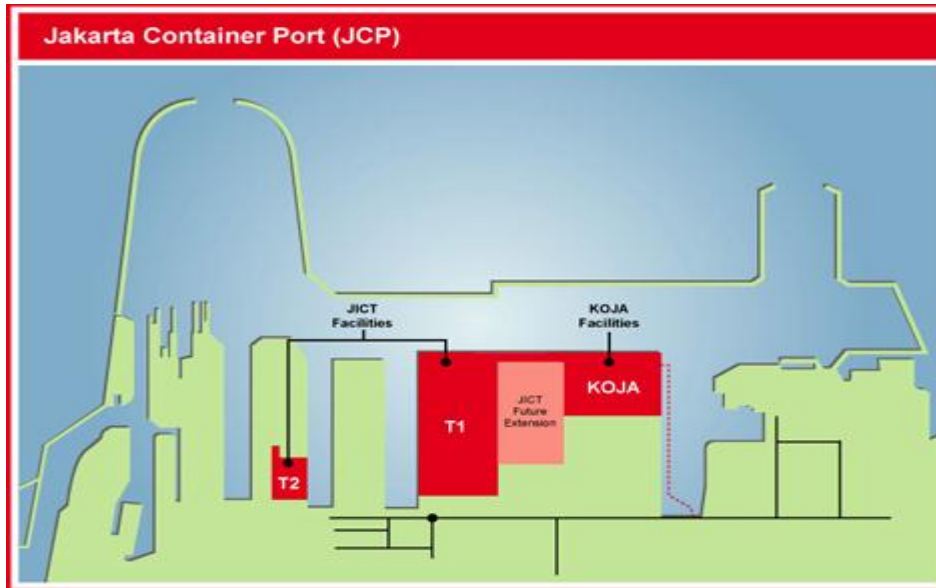 Jakarta Container Port (JCP)
JICT
Facilities
KOJA
Facilities
KOJA
JICT
Future
Extension
T1
T2